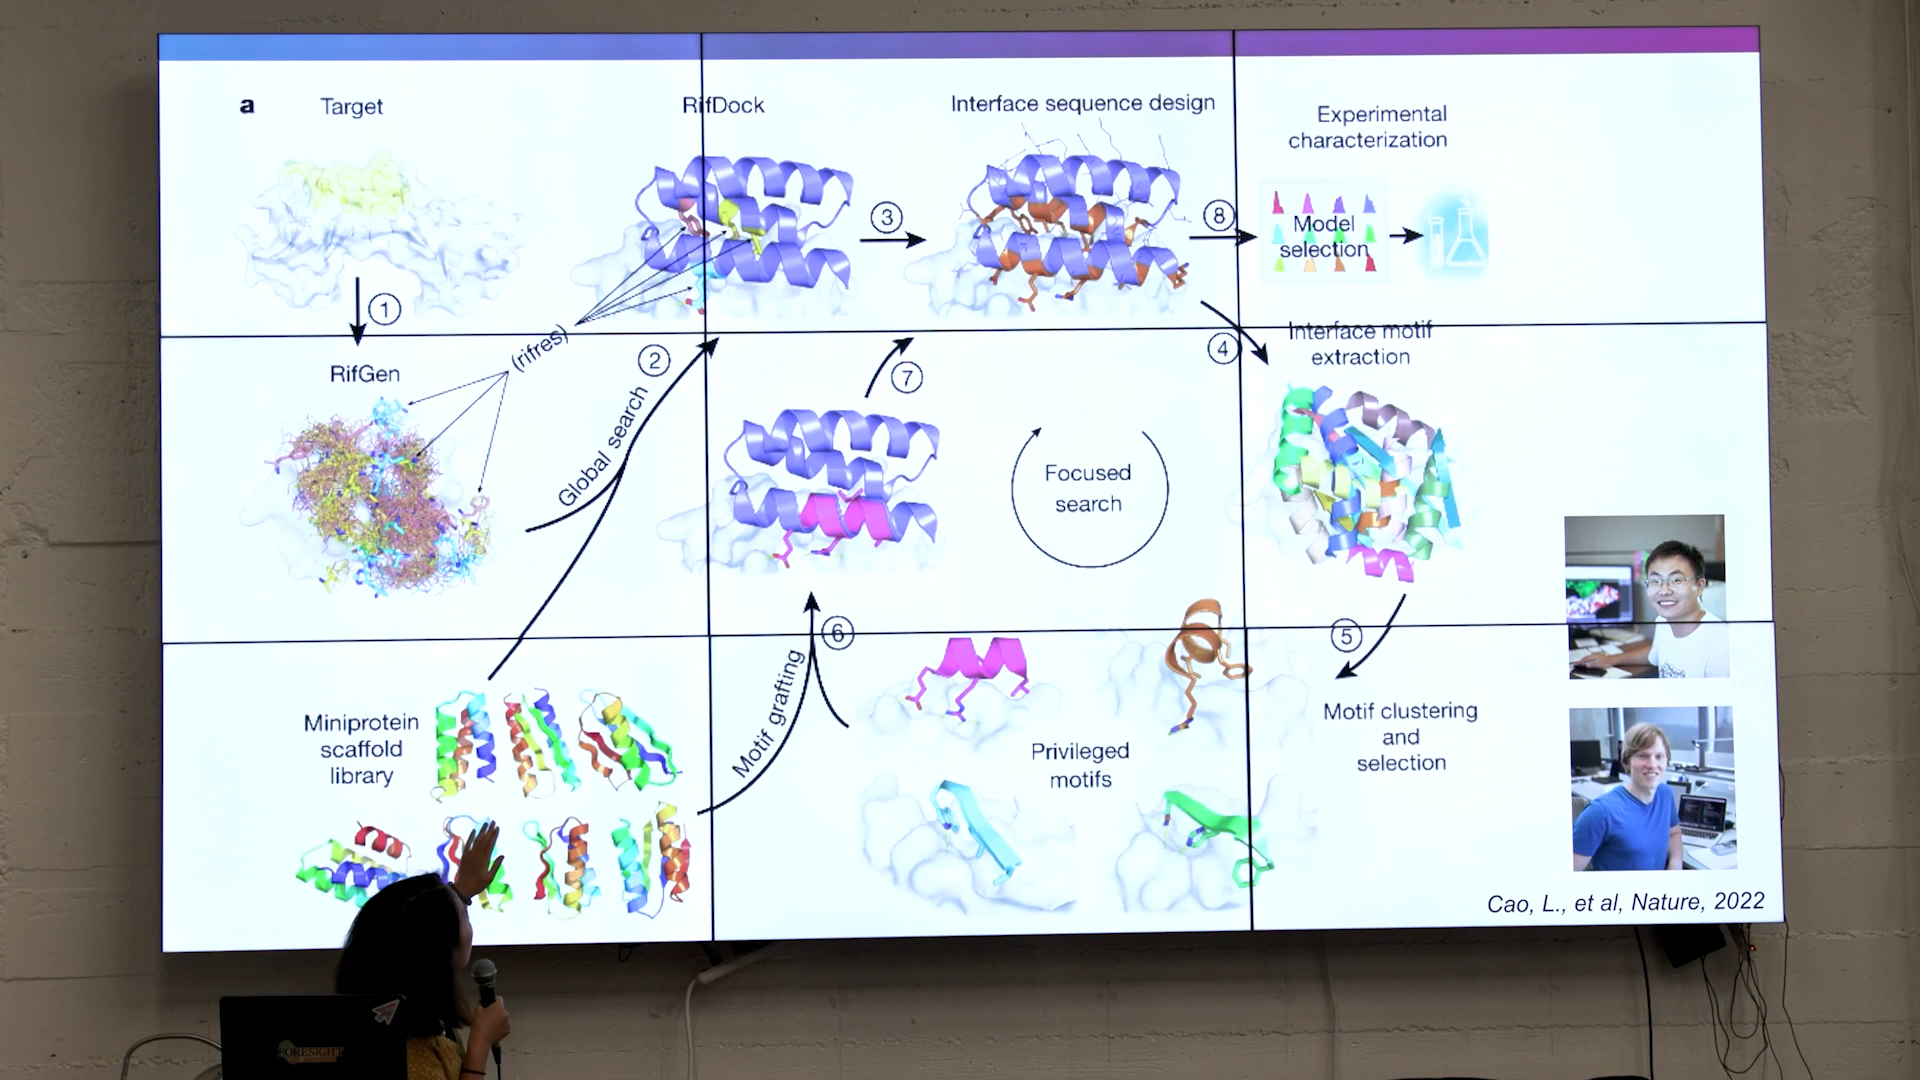 a
Target
RifDock
Interface sequence design
Experimental
characterization
3
8
Model
selection
1
(rifres)
2
4
Interface motif
extraction
RifGen
7
Global search
Focused
search
6
5
Motif grafting
Miniprotein
scaffold
library
Privileged
motifs
Motif clustering
and
selection
Cao, L., et al, Nature, 2022
FORESIGHT